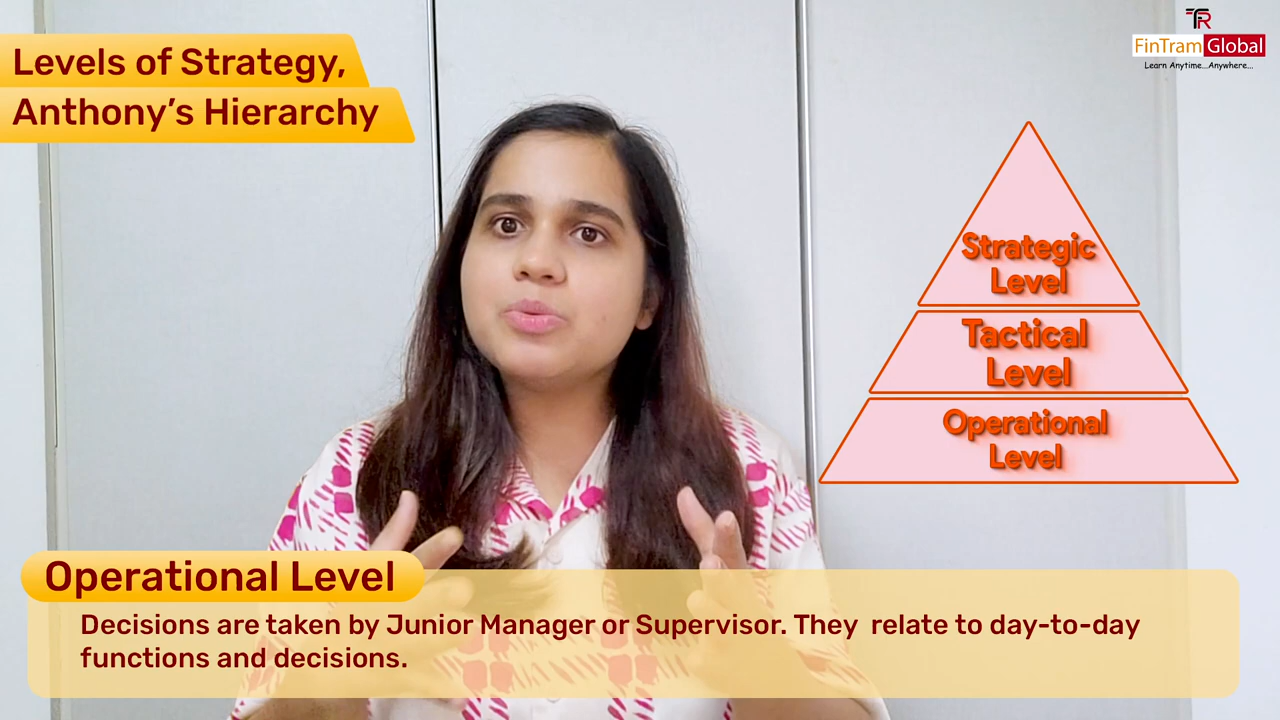 Levels of Strategy,
Anthony's Hierarchy
TR
FinTram Global
Learn Anytime...Anywhere...
Strategic
Level
Tactical
Level
Operational
Level
Operational Level
Decisions are taken by Junior Manager or Supervisor. They relate to day-to-day
functions and decisions.